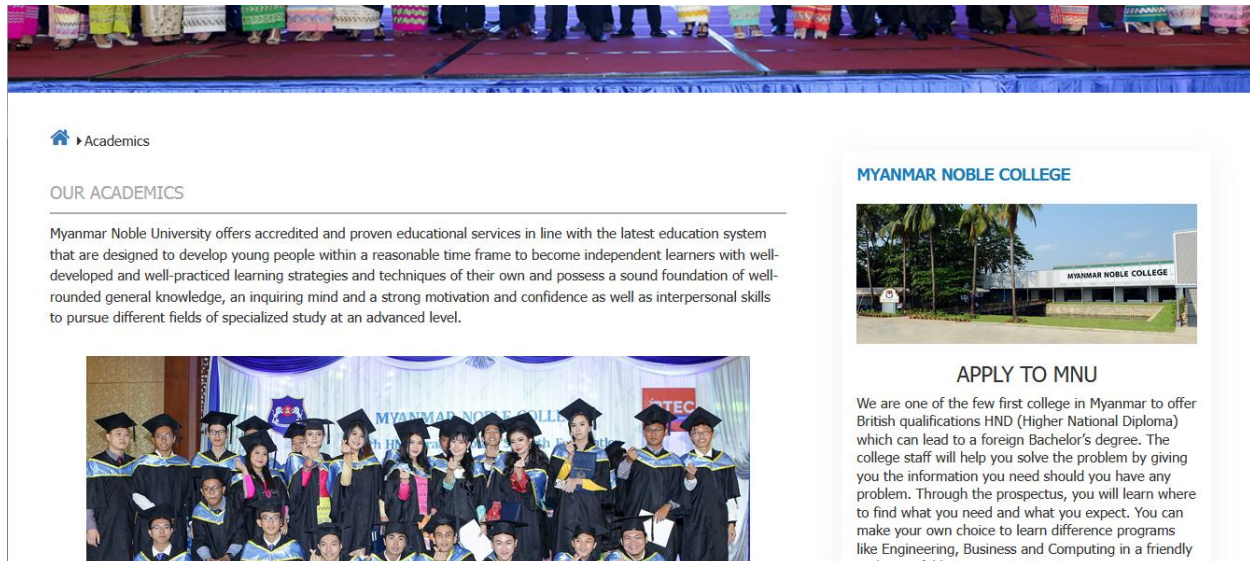 Academics
OUR ACADEMICS
Myanmar Noble University offers accredited and proven educational services in line with the latest education system
that are designed to develop young people within a reasonable time frame to become independent learners with well-
developed and well-practiced learning strategies and techniques of their own and possess a sound foundation of well-
rounded general knowledge, an inquiring mind and a strong motivation and confidence as well as interpersonal skills
to pursue different fields of specialized study at an advanced level.
MYANMAR NOBLE COLLE
BTEC
MYANMAR NOBLE COLLEGE
MYANMAR NOBLE COLLEGE
APPLY TO MNU
We are one of the few first college in Myanmar to offer
British qualifications HND (Higher National Diploma)
which can lead to a foreign Bachelor's degree. The
college staff will help you solve the problem by giving
you the information you need should you have any
problem. Through the prospectus, you will learn where
to find what you need and what you expect. You can
make your own choice to learn difference programs
like Engineering, Business and Computing in a friendly